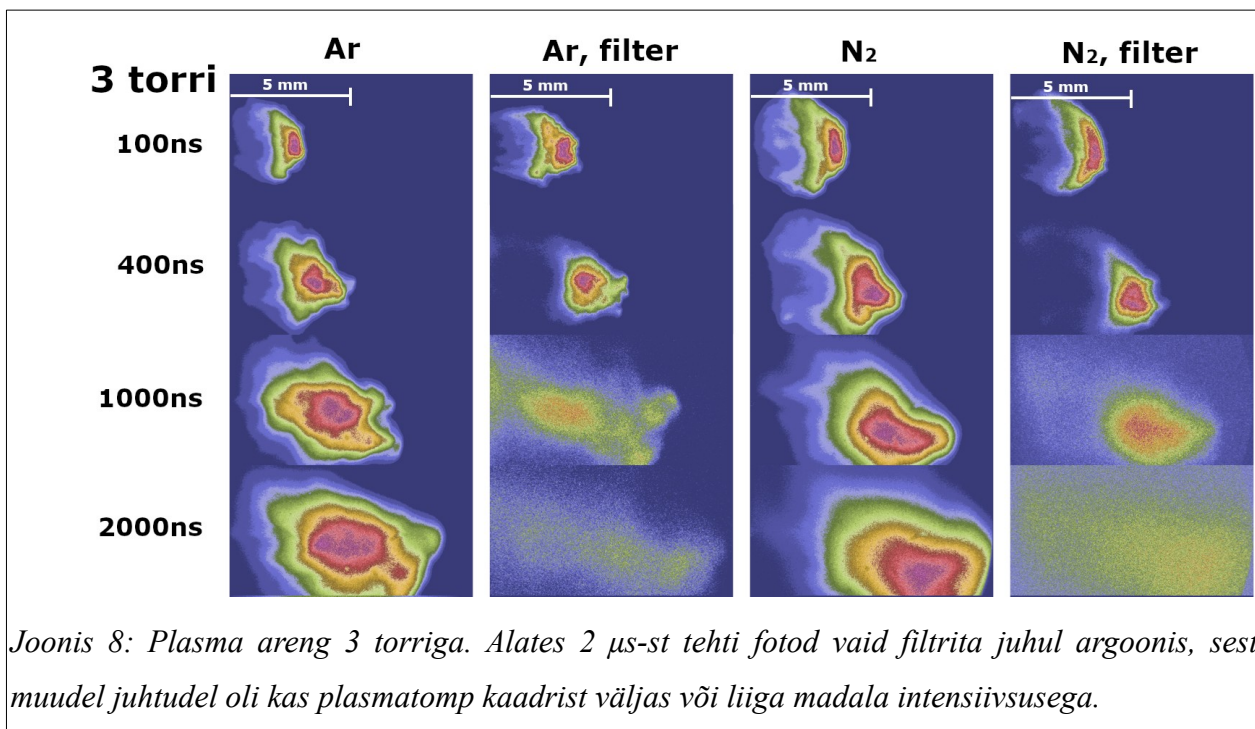 Ar Ar, filter N₂ N₂, filter
3 torri
5 mm 5 mm 5 mm 5 mm
100ns
400ns
1000ns
2000ns
Joonis 8: Plasma areng 3 torriga. Alates 2 μs-st tehti fotod vaid filtrita juhul argoonis, sest
muudel juhtudel oli kas plasmatomp kaadrist väljas või liiga madala intensiivsusega.